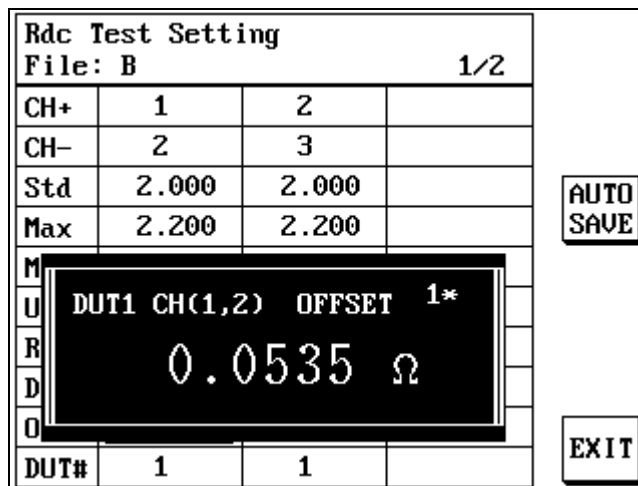 Rdc Test Setting
File: B 1/2
CH+ 1 2
CH- 2 3
Std 2.000 2.000
Max 2.200 2.200
M
U
R
D
O
DUT1 CH(1,2) OFFSET 1*
0.0535 Ω
DUT# 1 1
AUTO
SAVE
EXIT